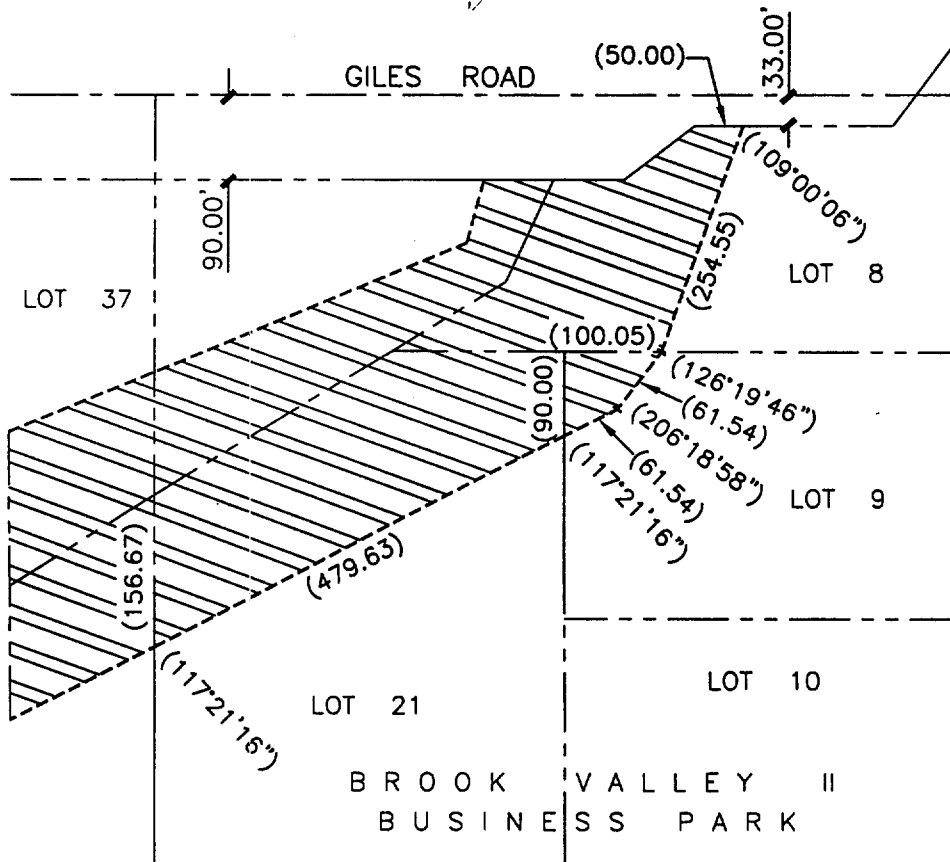 33.00'
(50.00)
GILES ROAD
(109°00'06")
90.00'
(254.55)
LOT 8
LOT 37
(100.05)
(90.00)
(126°19'46")
(61.54)
(206°18'58")
(61.54)
(117°21'16")
LOT 9
(156.67)
(479.63)
(117°21'16")
LOT 21
LOT 10
BROOK VALLEY II
BUSINESS PARK